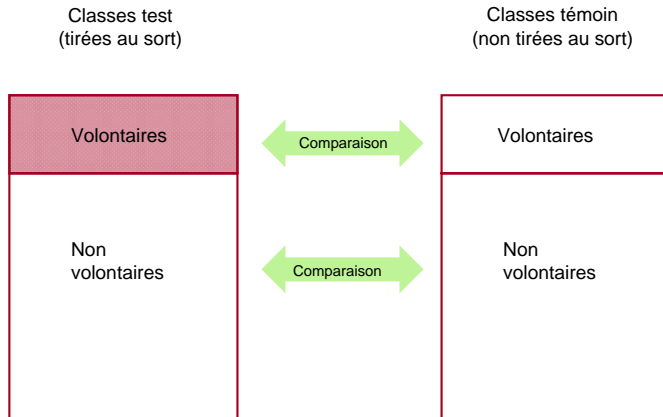 Classes test
(tirées au sort)
Classes témoin
(non tirées au sort)
Volontaires
Comparaison
Volontaires
Non
volontaires
Comparaison
Non
volontaires